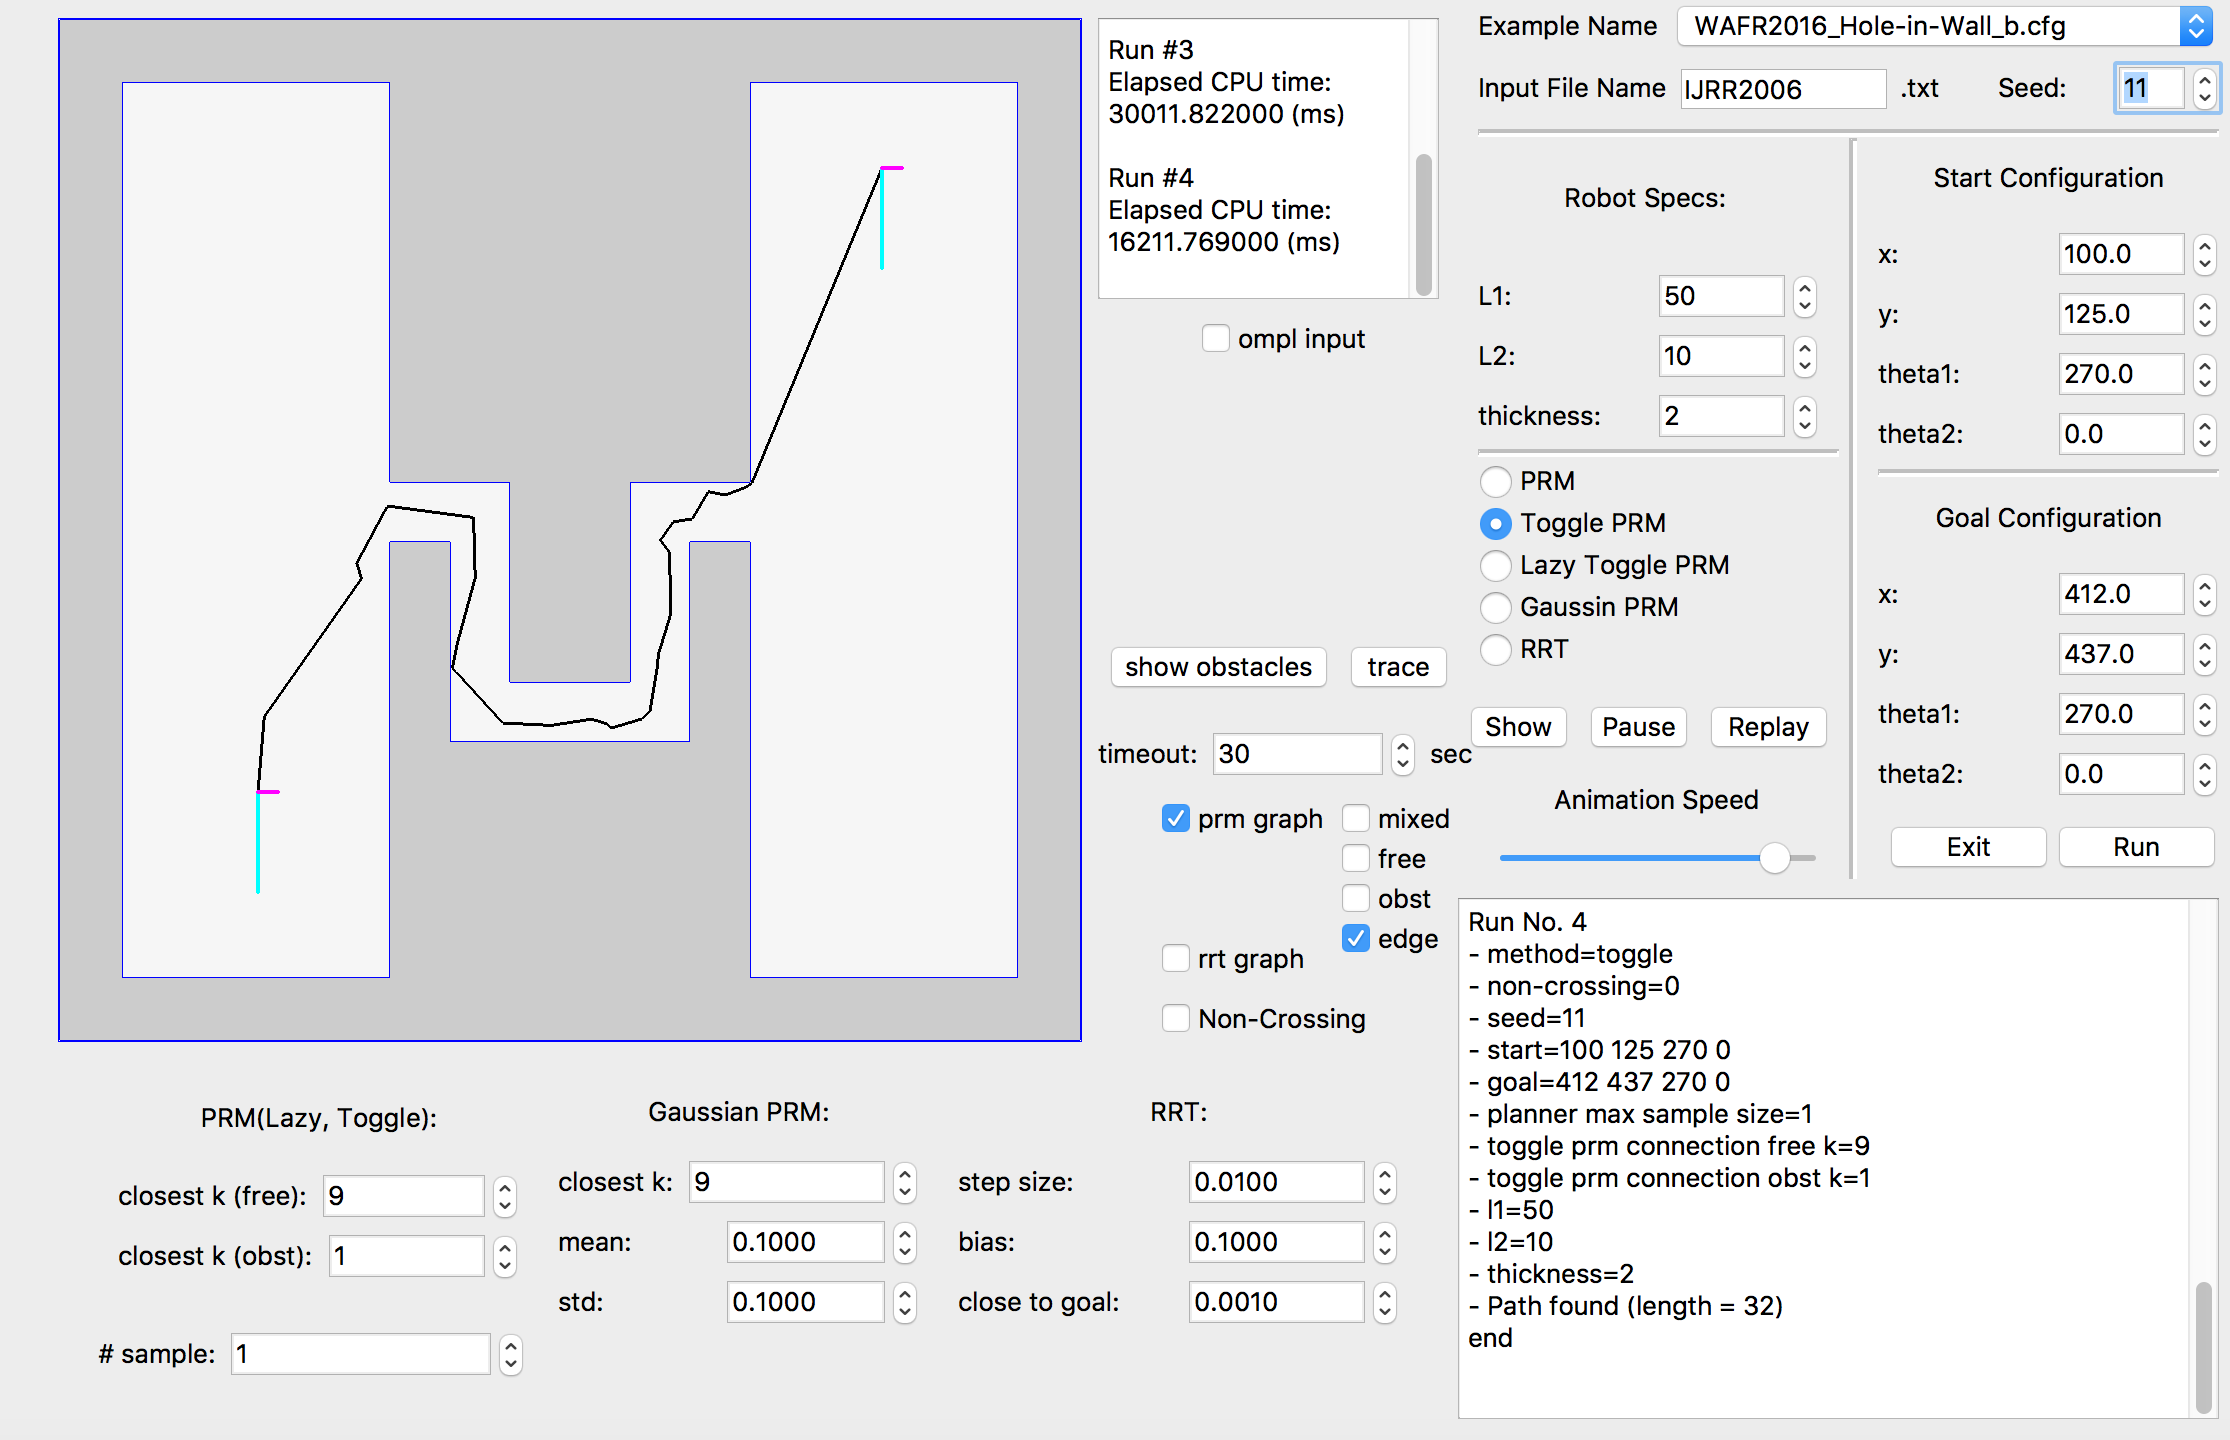 Run #3
Elapsed CPU time:
30011.822000 (ms)
Run #4
Elapsed CPU time:
16211.769000 (ms)
ompl input
show obstacles trace
timeout: 30 sec
prm graph mixed
free
obst
edge
rrt graph
Non-Crossing
Example Name WAFR2016_Hole-in-Wall_b.cfg
Input File Name IJRR2006 .txt Seed: 11
Robot Specs:
L1: 50
L2: 10
thickness: 2
PRM
Toggle PRM
Lazy Toggle PRM
Gaussin PRM
RRT
Show Pause Replay
Animation Speed
Start Configuration
x: 100.0
y: 125.0
theta1: 270.0
theta2: 0.0
Goal Configuration
x: 412.0
y: 437.0
theta1: 270.0
theta2: 0.0
Exit Run
PRM(Lazy, Toggle):
closest k (free): 9
closest k (obst): 1
# sample: 1
Gaussian PRM:
closest k: 9
mean: 0.1000
std: 0.1000
RRT:
step size: 0.0100
bias: 0.1000
close to goal: 0.0010
Run No. 4
- method=toggle
- non-crossing=0
- seed=11
- start=100 125 270 0
- goal=412 437 270 0
- planner max sample size=1
- toggle prm connection free k=9
- toggle prm connection obst k=1
- l1=50
- l2=10
- thickness=2
- Path found (length = 32)
end